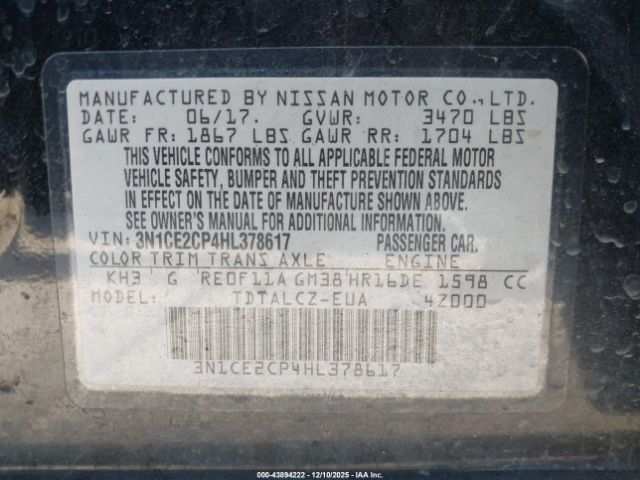 MANUFACTURED BY NISSAN MOTOR CO.,LTD.
DATE: 06/17. GVWR: 3470 LBS
GAWR FR: 1867 LBS GAWR RR: 1704 LBS
THIS VEHICLE CONFORMS TO ALL APPLICABLE FEDERAL MOTOR
VEHICLE SAFETY, BUMPER AND THEFT PREVENTION STANDARDS
IN EFFECT ON THE DATE OF MANUFACTURE SHOWN ABOVE.
SEE OWNER'S MANUAL FOR ADDITIONAL INFORMATION.
VIN: 3N1CE2CP4HL378617 PASSENGER CAR.
COLOR TRIM TRANS AXLE ENGINE
KH3 G RE0F11A GM38 HR16DE 1598 CC
MODEL: TDTALCZ-EUA 4Z000
3N1CE2CP4HL378617
000-43894222 - 12/10/2025 - IAAI.COM